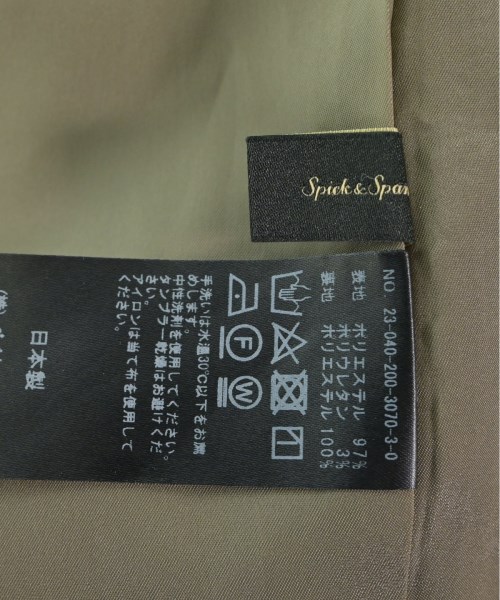 Spick & Span
NO. 23-040-200-3070-3-0
表地 ポリエステル 97%
ポリウレタン 3%
裏地 ポリエステル 100%
手洗いは水温30℃以下をお薦
めします。
中性洗剤を使用してください。
タンブラー乾燥はお避けくだ
さい。
アイロンは当て布を使用して
ください。
日本製